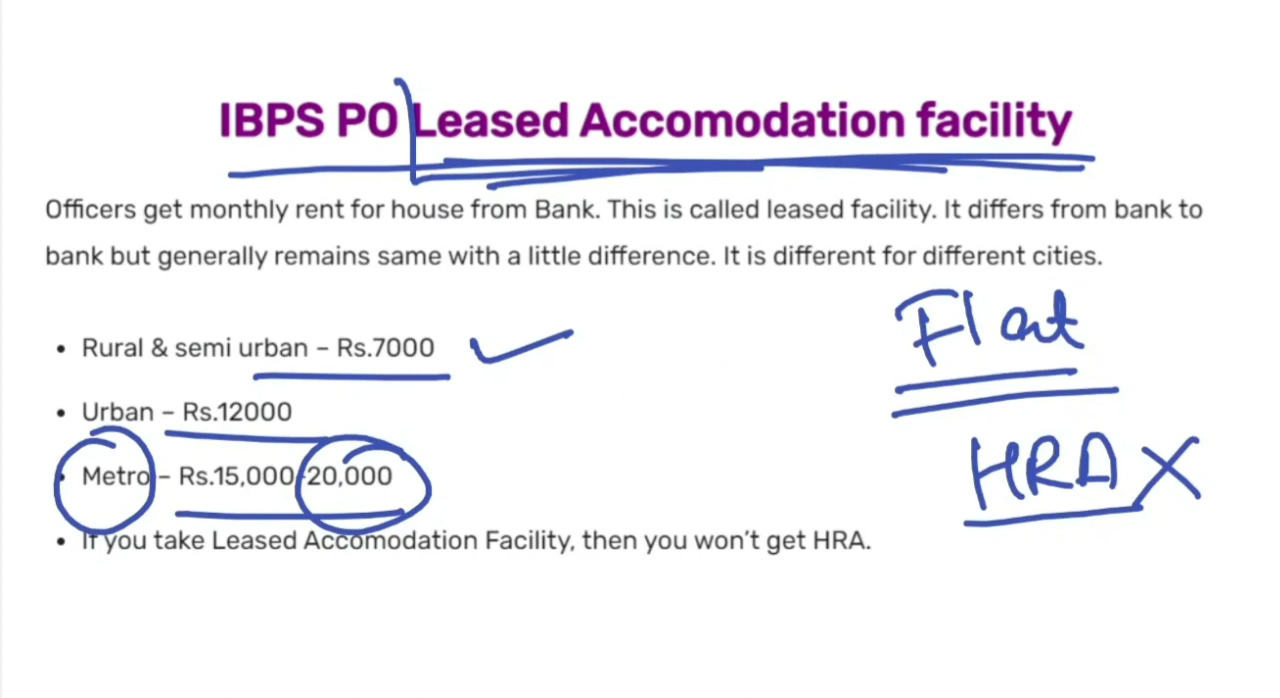 IBPS PO Leased Accomodation facility
Officers get monthly rent for house from Bank. This is called leased facility. It differs from bank to
bank but generally remains same with a little difference. It is different for different cities.
Flat
• Rural & semi urban – Rs.7000
• Urban – Rs.12000
HRA X
• Metro – Rs.15,000-20,000
• If you take Leased Accomodation Facility, then you won't get HRA.